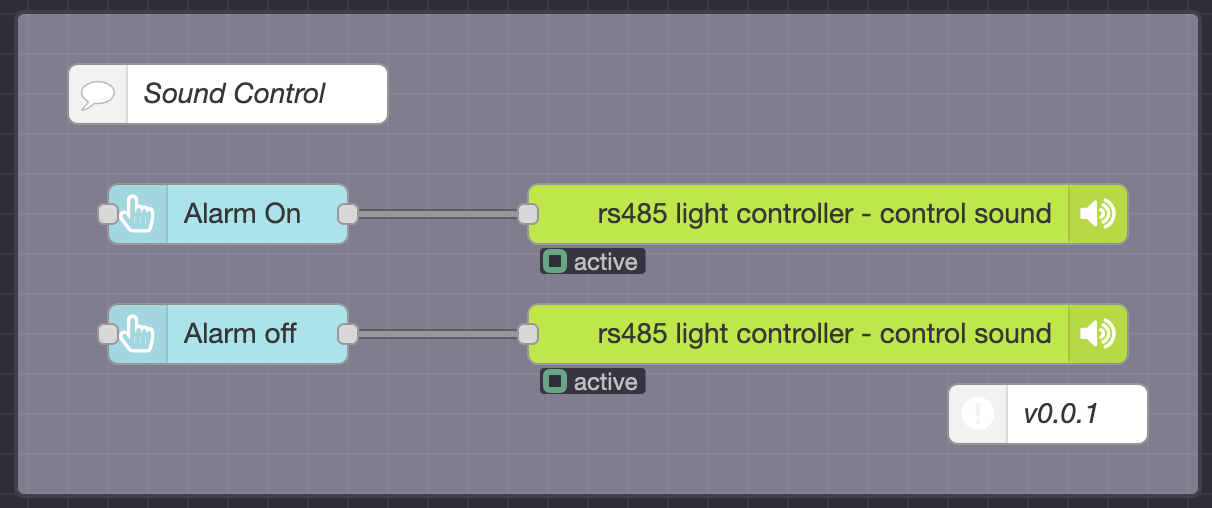 Sound Control
Alarm On
rs485 light controller - control sound
active
Alarm off
rs485 light controller - control sound
active
v0.0.1